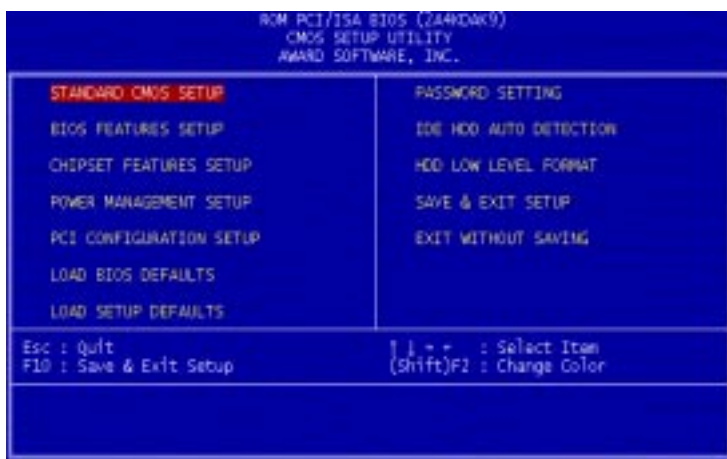 ROM PCI/ISA BIOS (2A4KDAK9)
CMOS SETUP UTILITY
AWARD SOFTWARE, INC.
STANDARD CMOS SETUP
BIOS FEATURES SETUP
CHIPSET FEATURES SETUP
POWER MANAGEMENT SETUP
PCI CONFIGURATION SETUP
LOAD BIOS DEFAULTS
LOAD SETUP DEFAULTS
PASSWORD SETTING
IDE HDD AUTO DETECTION
HDD LOW LEVEL FORMAT
SAVE & EXIT SETUP
EXIT WITHOUT SAVING
Esc : Quit
F10 : Save & Exit Setup
↑ ↓ → ← : Select Item
(Shift)F2 : Change Color